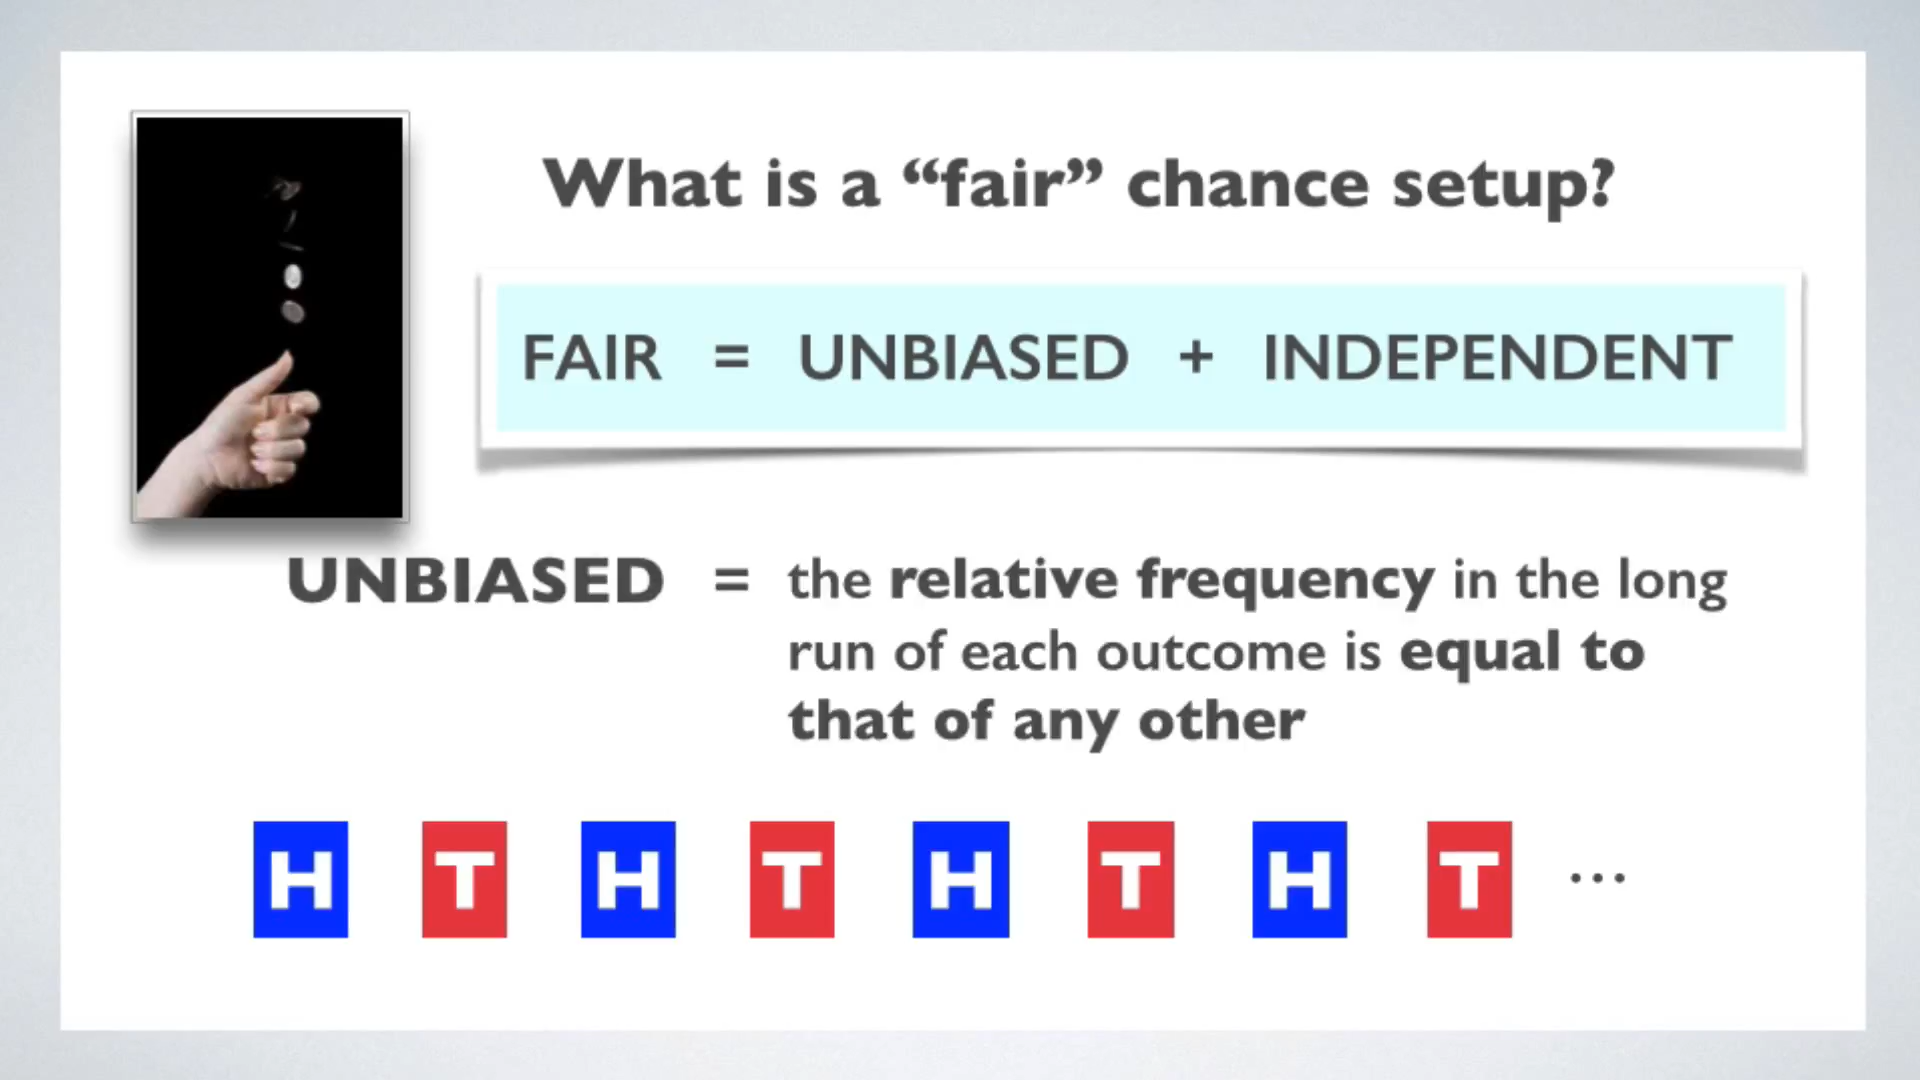 What is a “fair” chance setup?
FAIR = UNBIASED + INDEPENDENT
UNBIASED = the relative frequency in the long
run of each outcome is equal to
that of any other
H T H T H T H T ...